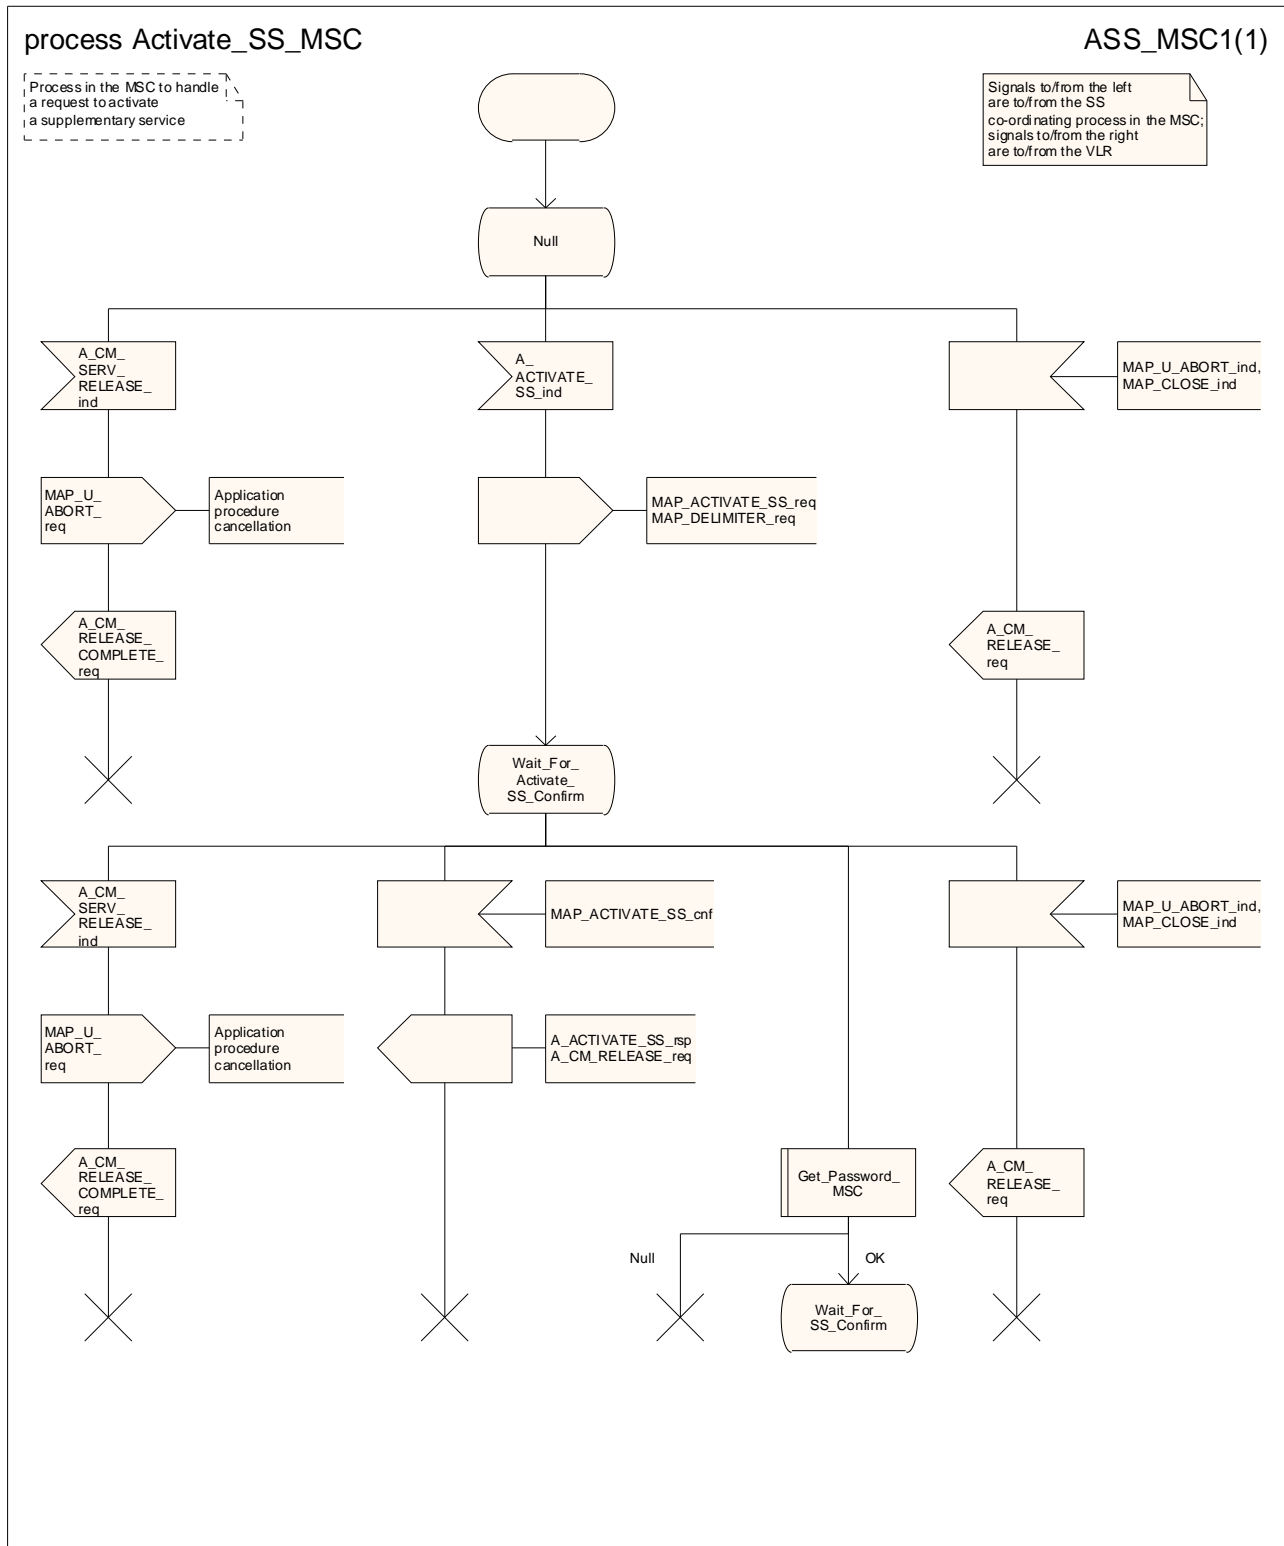 process Activate_SS_MSC
ASS_MSC1(1)
Process in the MSC to handle
a request to activate
a supplementary service
Signals to/from the left
are to/from the SS
co-ordinating process in the MSC;
signals to/from the right
are to/from the VLR
Null
A_CM_
SERV_
RELEASE_
ind
A_
ACTIVATE_
SS_ind
MAP_U_ABORT_ind,
MAP_CLOSE_ind
MAP_U_
ABORT_
req
Application
procedure
cancellation
MAP_ACTIVATE_SS_req
MAP_DELIMITER_req
A_CM_
RELEASE_
COMPLETE_
req
A_CM_
RELEASE_
req
Wait_For_
Activate_
SS_Confirm
A_CM_
SERV_
RELEASE_
ind
MAP_ACTIVATE_SS_cnf
MAP_U_ABORT_ind,
MAP_CLOSE_ind
MAP_U_
ABORT_
req
Application
procedure
cancellation
A_ACTIVATE_SS_rsp
A_CM_RELEASE_req
A_CM_
RELEASE_
COMPLETE_
req
Get_Password_
MSC
A_CM_
RELEASE_
req
Null
OK
Wait_For_
SS_Confirm